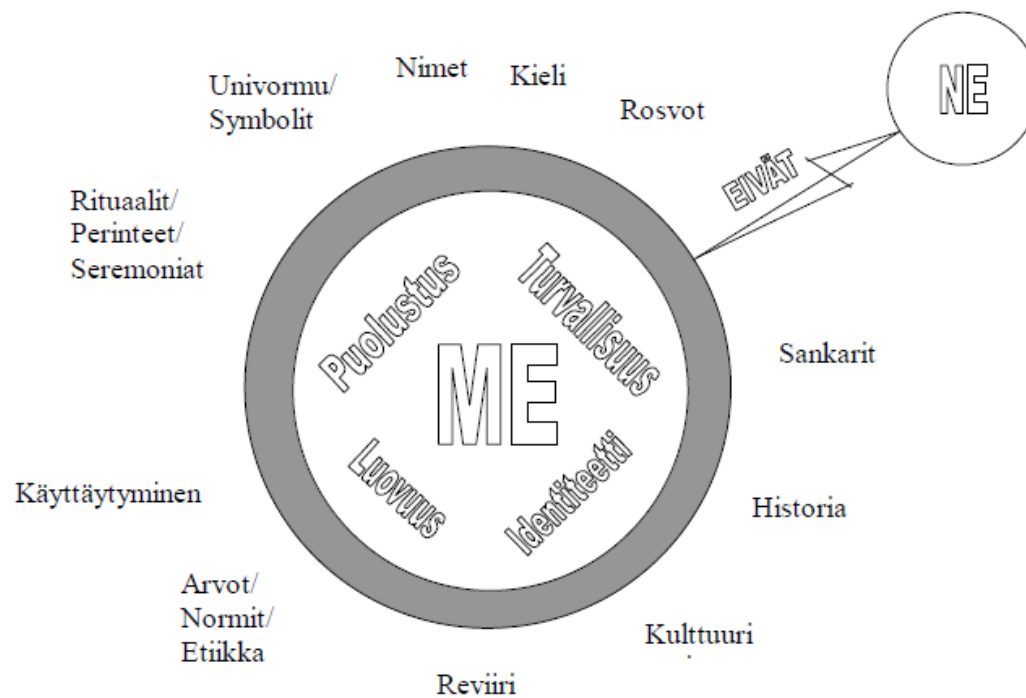 Nimet
Kieli
Univormu/
Symbolit
Rosvot
NE
EIVÄT
Rituaalit/
Perinteet/
Seremoniat
Puolustus
Turvallisuus
ME
Sankarit
Luovuus
Identiteetti
Käyttäytyminen
Historia
Arvot/
Normit/
Etiikka
Kulttuuri
Reviiri